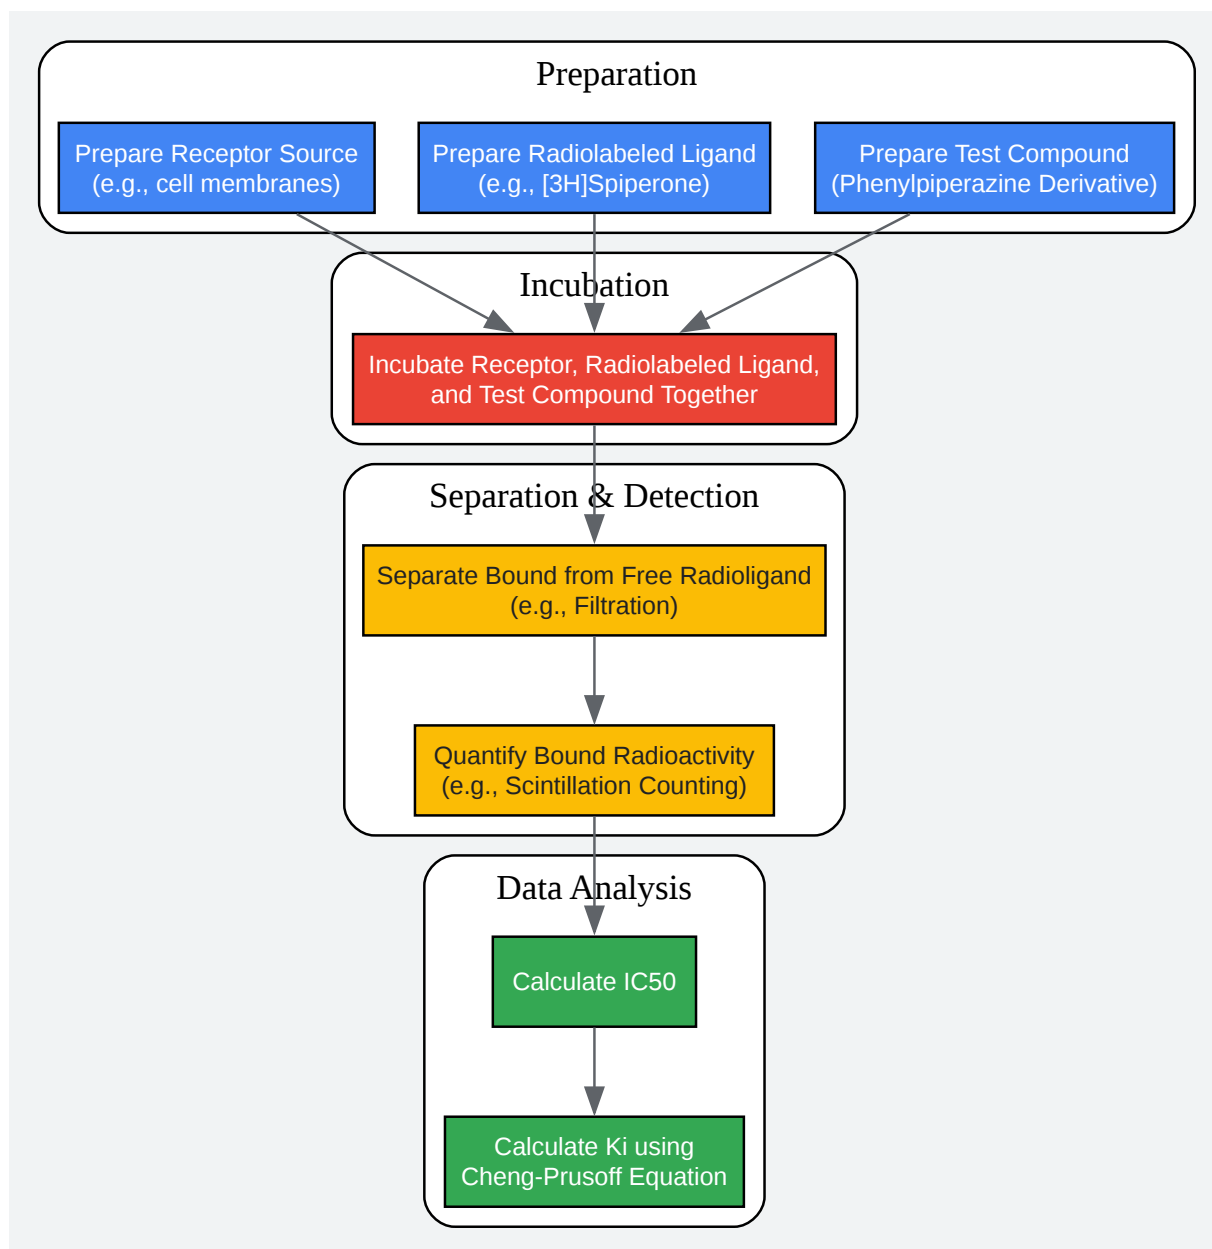 Preparation
Prepare Receptor Source
(e.g., cell membranes)
Prepare Radiolabeled Ligand
(e.g., [3H]Spiperone)
Prepare Test Compound
(Phenylpiperazine Derivative)
Incubation
Incubate Receptor, Radiolabeled Ligand,
and Test Compound Together
Separation & Detection
Separate Bound from Free Radioligand
(e.g., Filtration)
Quantify Bound Radioactivity
(e.g., Scintillation Counting)
Data Analysis
Calculate IC50
Calculate Ki using
Cheng-Prusoff Equation